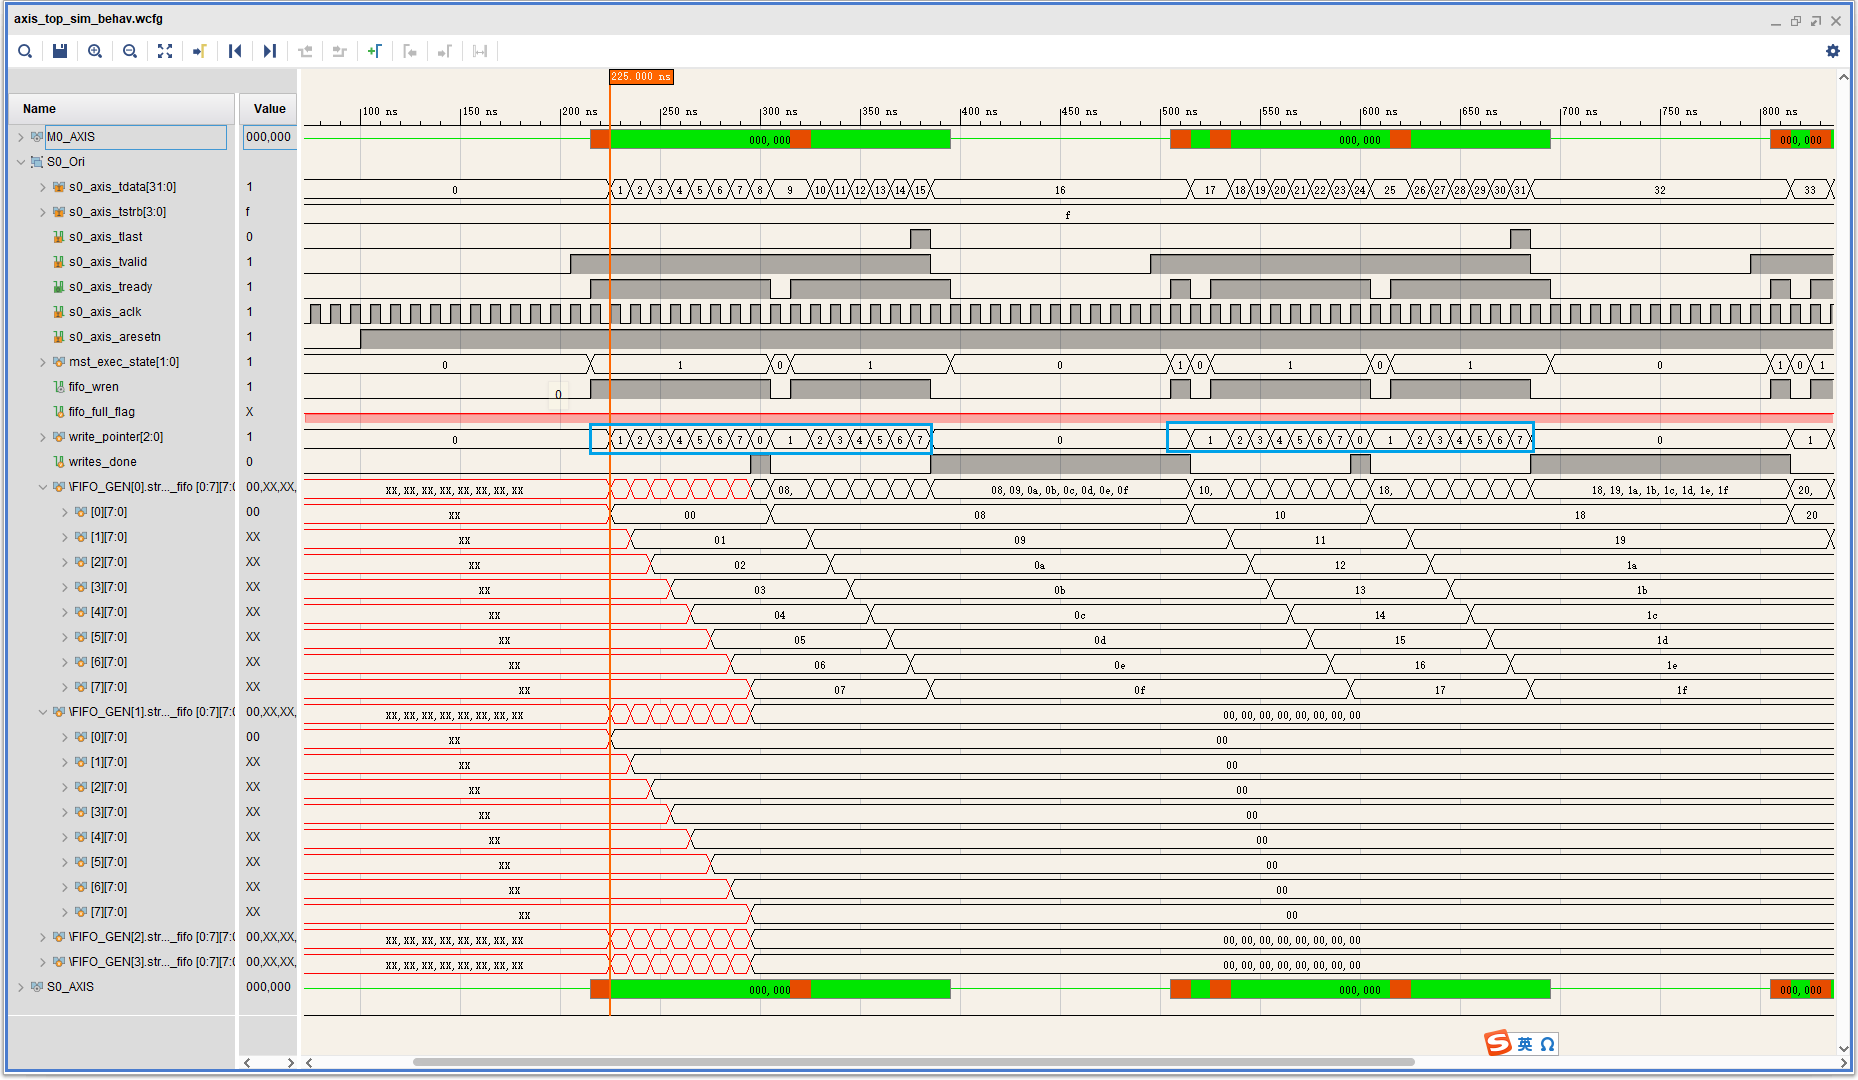 axis_top_sim_behav.wcfg
225.000 ns
Name Value
100 ns 150 ns 200 ns 250 ns 300 ns 350 ns 400 ns 450 ns 500 ns 550 ns 600 ns 650 ns 700 ns 750 ns 800 ns
M0_AXIS 000,000 000,000 000,000 000,000
S0_Ori
s0_axis_tdata[31:0] 1 0 1 2 3 4 5 6 7 8 9 10 11 12 13 14 15 16 17 18 19 20 21 22 23 24 25 26 27 28 29 30 31 32 33
s0_axis_tstrb[3:0] f f
s0_axis_tlast 0
s0_axis_tvalid 1
s0_axis_tready 1
s0_axis_aclk 1
s0_axis_aresetn 1
mst_exec_state[1:0] 1 0 1 0 1 0 1 0 1 0 1 0 1 0 1
fifo_wren 1 0
fifo_full_flag X
write_pointer[2:0] 1 0 1 2 3 4 5 6 7 0 1 2 3 4 5 6 7 0 1 2 3 4 5 6 7 0 1 2 3 4 5 6 7 0 1
writes_done 0
\FIFO_GEN[0].str..._fifo [0:7][7:0 00,XX,XX, XX,XX,XX,XX,XX,XX,XX,XX 08, 08,09,0a,0b,0c,0d,0e,0f 10, 18, 18,19,1a,1b,1c,1d,1e,1f 20,
[0][7:0] 00 XX 00 08 10 18 20
[1][7:0] XX XX 01 09 11 19
[2][7:0] XX XX 02 0a 12 1a
[3][7:0] XX XX 03 0b 13 1b
[4][7:0] XX XX 04 0c 14 1c
[5][7:0] XX XX 05 0d 15 1d
[6][7:0] XX XX 06 0e 16 1e
[7][7:0] XX XX 07 0f 17 1f
\FIFO_GEN[1].str..._fifo [0:7][7:0 00,XX,XX, XX,XX,XX,XX,XX,XX,XX,XX 00,00,00,00,00,00,00,00
[0][7:0] 00 XX 00
[1][7:0] XX XX 00
[2][7:0] XX XX 00
[3][7:0] XX XX 00
[4][7:0] XX XX 00
[5][7:0] XX XX 00
[6][7:0] XX XX 00
[7][7:0] XX XX 00
\FIFO_GEN[2].str..._fifo [0:7][7:0 00,XX,XX, XX,XX,XX,XX,XX,XX,XX,XX 00,00,00,00,00,00,00,00
\FIFO_GEN[3].str..._fifo [0:7][7:0 00,XX,XX, XX,XX,XX,XX,XX,XX,XX,XX 00,00,00,00,00,00,00,00
S0_AXIS 000,000 000,000 000,000 000,000
S 英